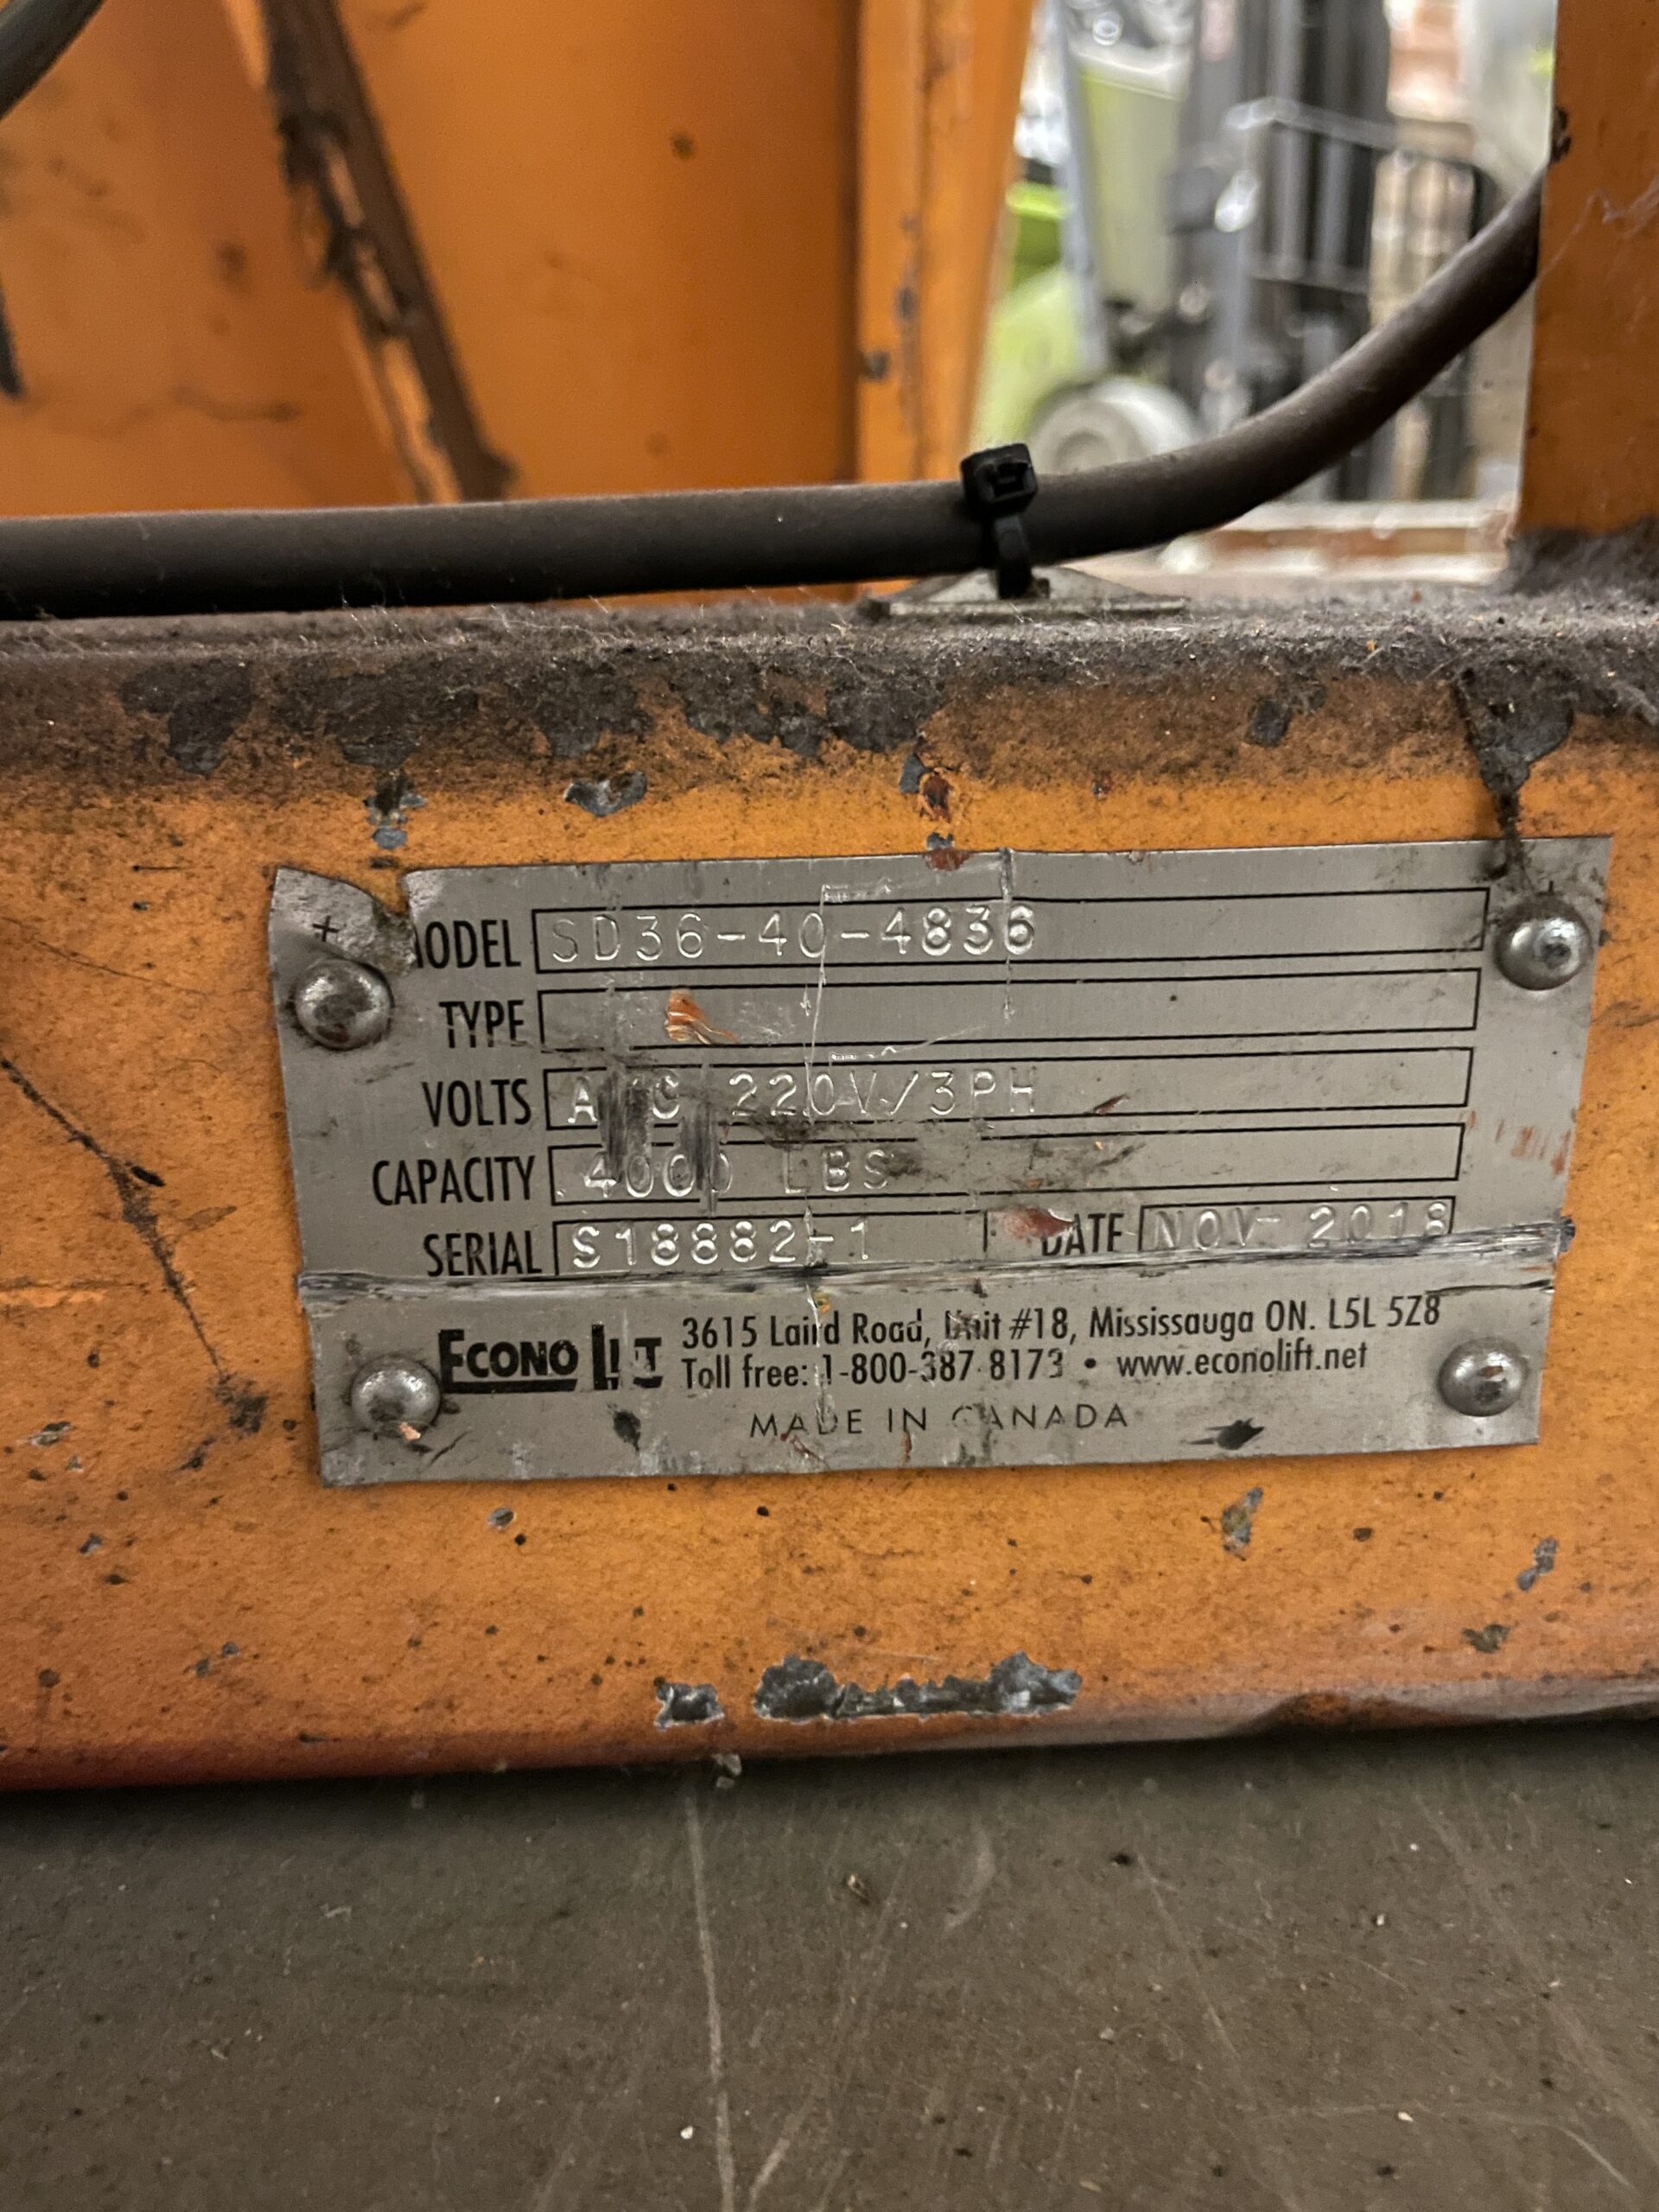 MODEL SD36-40-4836
TYPE
VOLTS 220V/3PH
CAPACITY 4000 LBS
SERIAL S18882-1 DATE NOV 2018
ECONO LIFT 3615 Laird Road, Unit #18, Mississauga ON. L5L 5Z8
Toll free: 1-800-387-8173 • www.econolift.net
MADE IN CANADA